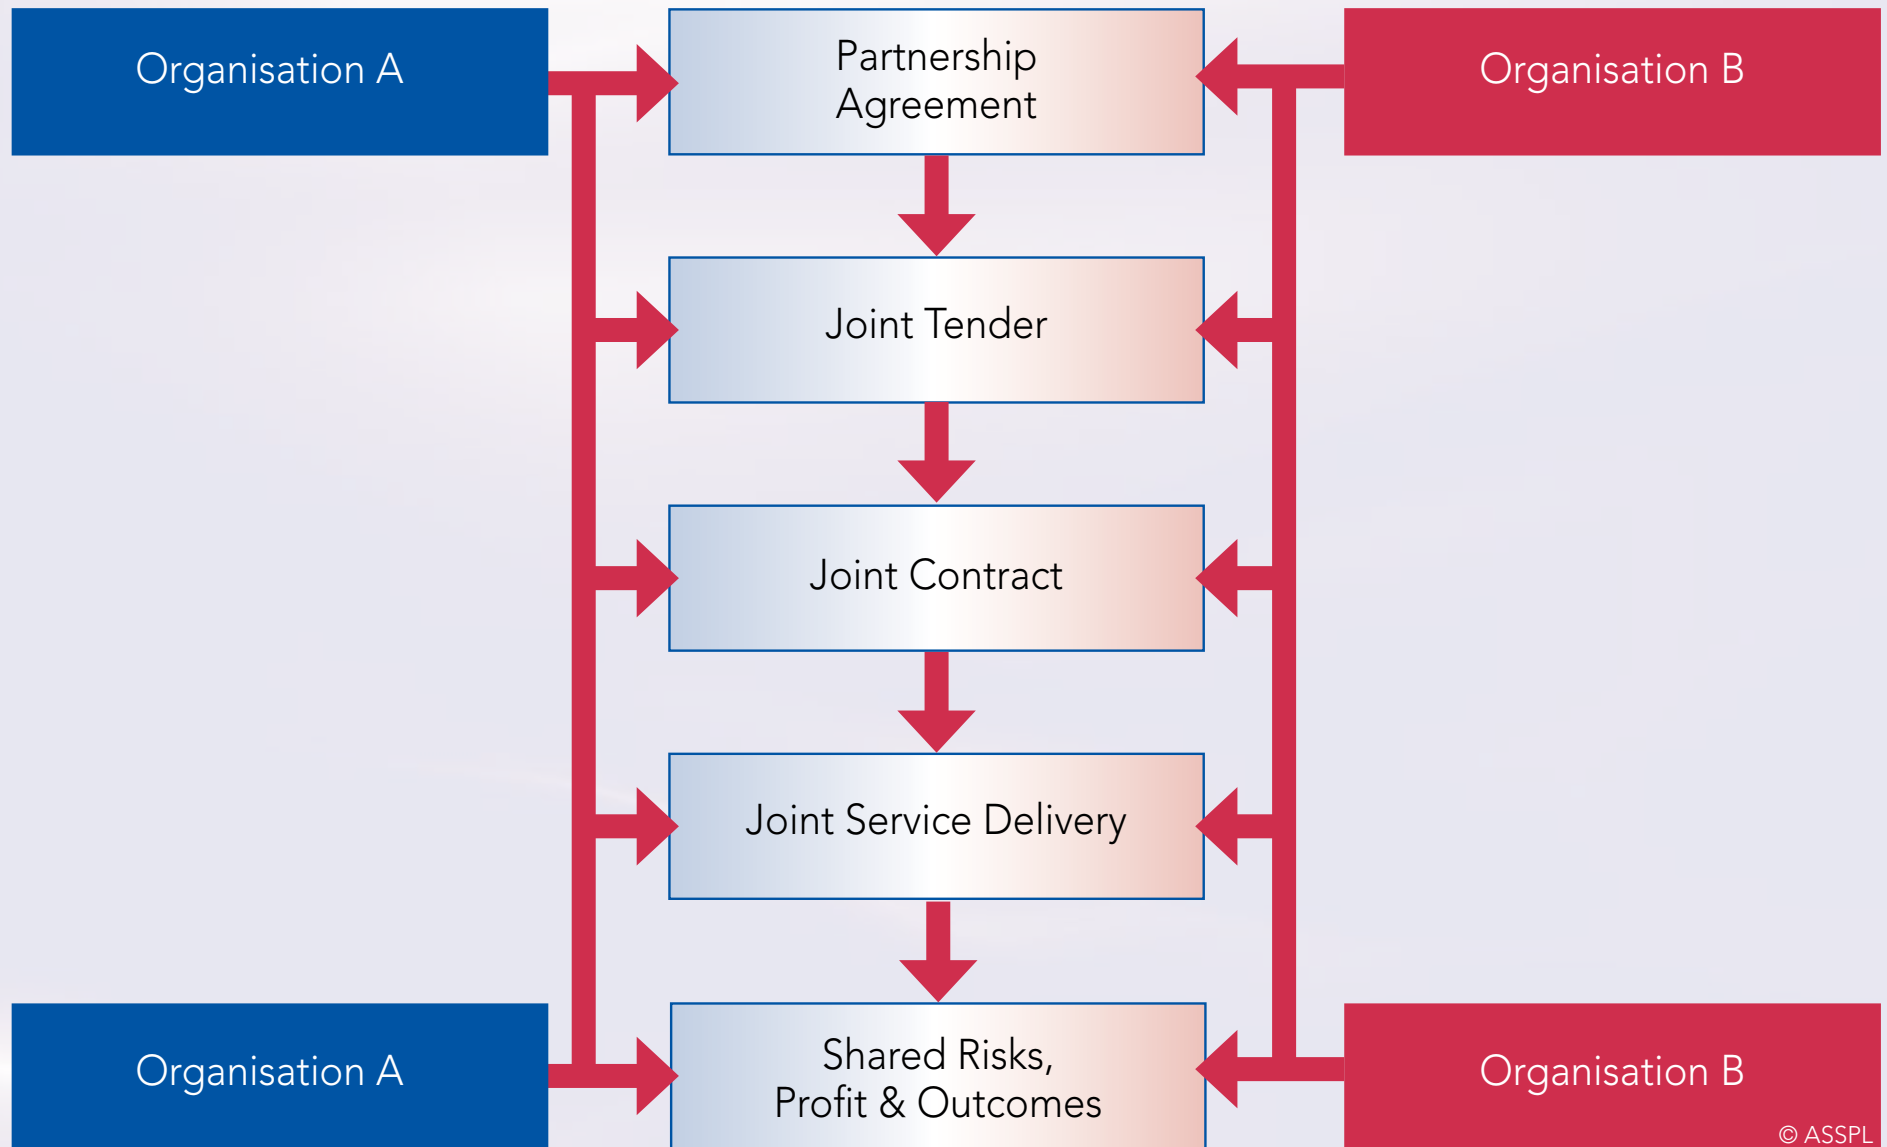 Organisation A
Partnership
Agreement
Organisation B
Joint Tender
Joint Contract
Joint Service Delivery
Organisation A
Shared Risks,
Profit & Outcomes
Organisation B
© ASSPL